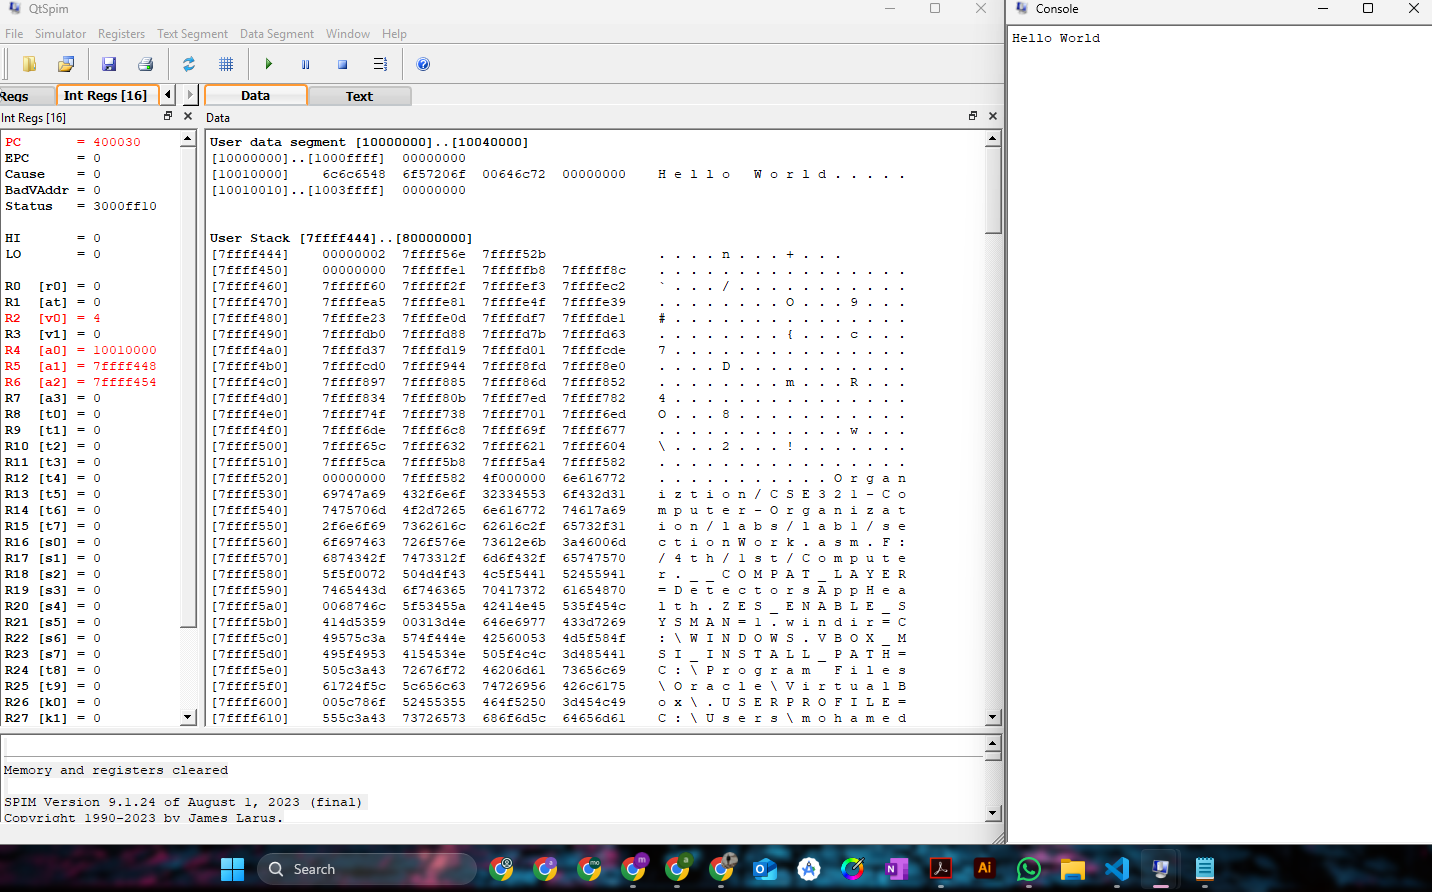 QtSpim
File Simulator Registers Text Segment Data Segment Window Help
Regs Int Regs [16] Data Text
Int Regs [16]
PC = 400030
EPC = 0
Cause = 0
BadVAddr = 0
Status = 3000ff10
HI = 0
LO = 0
R0 [r0] = 0
R1 [at] = 0
R2 [v0] = 4
R3 [v1] = 0
R4 [a0] = 10010000
R5 [a1] = 7ffff448
R6 [a2] = 7ffff454
R7 [a3] = 0
R8 [t0] = 0
R9 [t1] = 0
R10 [t2] = 0
R11 [t3] = 0
R12 [t4] = 0
R13 [t5] = 0
R14 [t6] = 0
R15 [t7] = 0
R16 [s0] = 0
R17 [s1] = 0
R18 [s2] = 0
R19 [s3] = 0
R20 [s4] = 0
R21 [s5] = 0
R22 [s6] = 0
R23 [s7] = 0
R24 [t8] = 0
R25 [t9] = 0
R26 [k0] = 0
R27 [k1] = 0
Data
User data segment [10000000]..[10040000]
[10000000]..[1000ffff] 00000000
[10010000] 6c6c6548 6f57206f 00646c72 00000000 H e l l o W o r l d . . . . .
[10010010]..[1003ffff] 00000000
User Stack [7ffff444]..[80000000]
[7ffff444] 00000002 7ffff56e 7ffff52b . . . . n . . . + . . .
[7ffff450] 00000000 7fffffe1 7fffffb8 7fffff8c . . . . . . . . . . . . . . . .
[7ffff460] 7fffff60 7fffff2f 7ffffef3 7ffffec2 ` . . . / . . . . . . . . . . .
[7ffff470] 7ffffea5 7ffffe81 7ffffe4f 7ffffe39 . . . . . . . . O . . . 9 . . .
[7ffff480] 7ffffe23 7ffffe0d 7ffffdf7 7ffffde1 # . . . . . . . . . . . . . . .
[7ffff490] 7ffffdb0 7ffffd88 7ffffd7b 7ffffd63 . . . . . . . . { . . . c . . .
[7ffff4a0] 7ffffd37 7ffffd19 7ffffd01 7ffffcde 7 . . . . . . . . . . . . . . .
[7ffff4b0] 7ffffcd0 7ffff944 7ffff8fd 7ffff8e0 . . . . D . . . . . . . . . . .
[7ffff4c0] 7ffff897 7ffff885 7ffff86d 7ffff852 . . . . . . . . m . . . R . . .
[7ffff4d0] 7ffff834 7ffff80b 7ffff7ed 7ffff782 4 . . . . . . . . . . . . . . .
[7ffff4e0] 7ffff74f 7ffff738 7ffff701 7ffff6ed O . . . 8 . . . . . . . . . . .
[7ffff4f0] 7ffff6de 7ffff6c8 7ffff69f 7ffff677 . . . . . . . . . . . . w . . .
[7ffff500] 7ffff65c 7ffff632 7ffff621 7ffff604 \ . . . 2 . . . ! . . . . . . .
[7ffff510] 7ffff5ca 7ffff5b8 7ffff5a4 7ffff582 . . . . . . . . . . . . . . . .
[7ffff520] 00000000 7ffff582 4f000000 6e616772 . . . . . . . . . . . O r g a n
[7ffff530] 69747a69 432f6e6f 32334553 6f432d31 i z t i o n / C S E 3 2 1 - C o
[7ffff540] 7475706d 4f2d7265 6e616772 74617a69 m p u t e r - O r g a n i z a t
[7ffff550] 2f6e6f69 7362616c 62616c2f 65732f31 i o n / l a b s / l a b 1 / s e
[7ffff560] 6f697463 726f576e 73612e6b 3a46006d c t i o n W o r k . a s m . F :
[7ffff570] 6874342f 7473312f 6d6f432f 65747570 / 4 t h / 1 s t / C o m p u t e
[7ffff580] 5f5f0072 504d4f43 4c5f5441 52455941 r . _ _ C O M P A T _ L A Y E R
[7ffff590] 7465443d 6f746365 70417372 61654870 = D e t e c t o r s A p p H e a
[7ffff5a0] 0068746c 5f53455a 42414e45 535f454c l t h . Z E S _ E N A B L E _ S
[7ffff5b0] 414d5359 00313d4e 646e6977 433d7269 Y S M A N = 1 . w i n d i r = C
[7ffff5c0] 49575c3a 574f444e 42560053 4d5f584f : \ W I N D O W S . V B O X _ M
[7ffff5d0] 495f4953 4154534e 505f4c4c 3d485441 S I _ I N S T A L L _ P A T H =
[7ffff5e0] 505c3a43 72676f72 46206d61 73656c69 C : \ P r o g r a m F i l e s
[7ffff5f0] 61724f5c 5c656c63 74726956 426c6175 \ O r a c l e \ V i r t u a l B
[7ffff600] 005c786f 52455355 464f5250 3d454c49 o x \ . U S E R P R O F I L E =
[7ffff610] 555c3a43 73726573 686f6d5c 64656d61 C : \ U s e r s \ m o h a m e d
Memory and registers cleared
SPIM Version 9.1.24 of August 1, 2023 (final)
Copyright 1990-2023 by James Larus.
Console
Hello World
Search